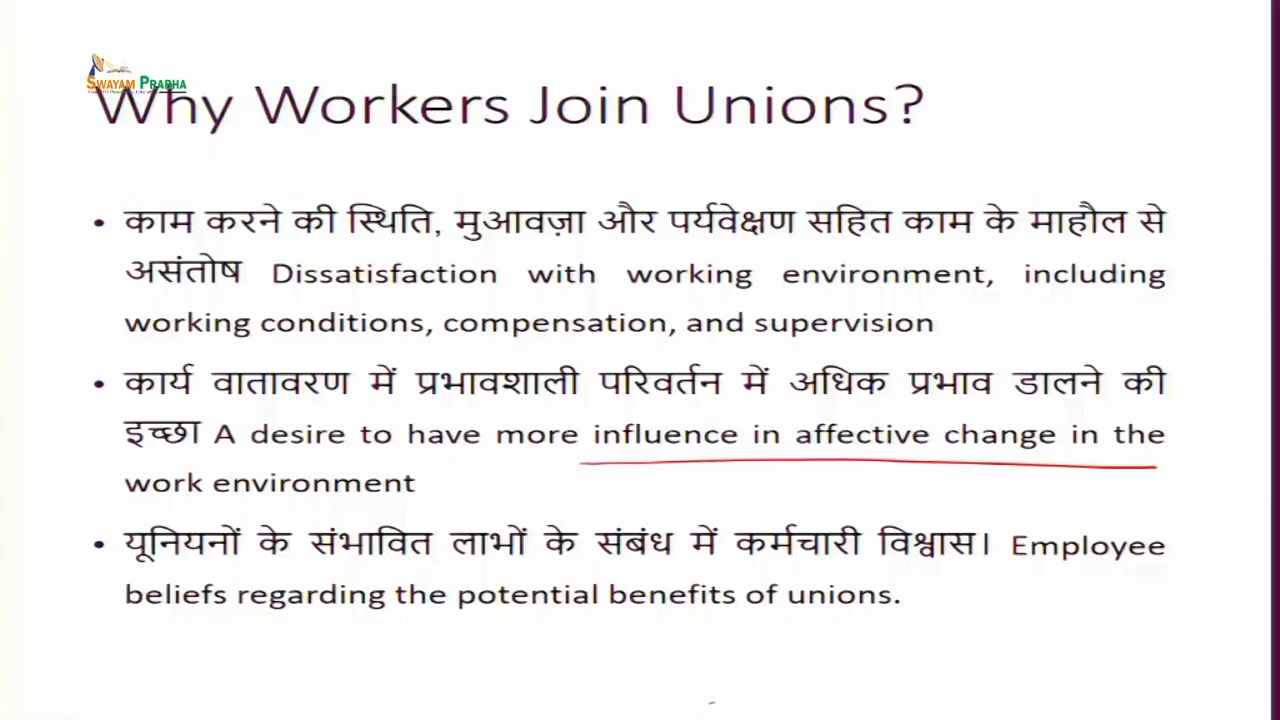 SWAYAM PRABHA
Why Workers Join Unions?
• काम करने की स्थिति, मुआवज़ा और पर्यवेक्षण सहित काम के माहौल से
असंतोष Dissatisfaction with working environment, including
working conditions, compensation, and supervision
• कार्य वातावरण में प्रभावशाली परिवर्तन में अधिक प्रभाव डालने की
इच्छा A desire to have more influence in affective change in the
work environment
• यूनियनों के संभावित लाभों के संबंध में कर्मचारी विश्वास। Employee
beliefs regarding the potential benefits of unions.